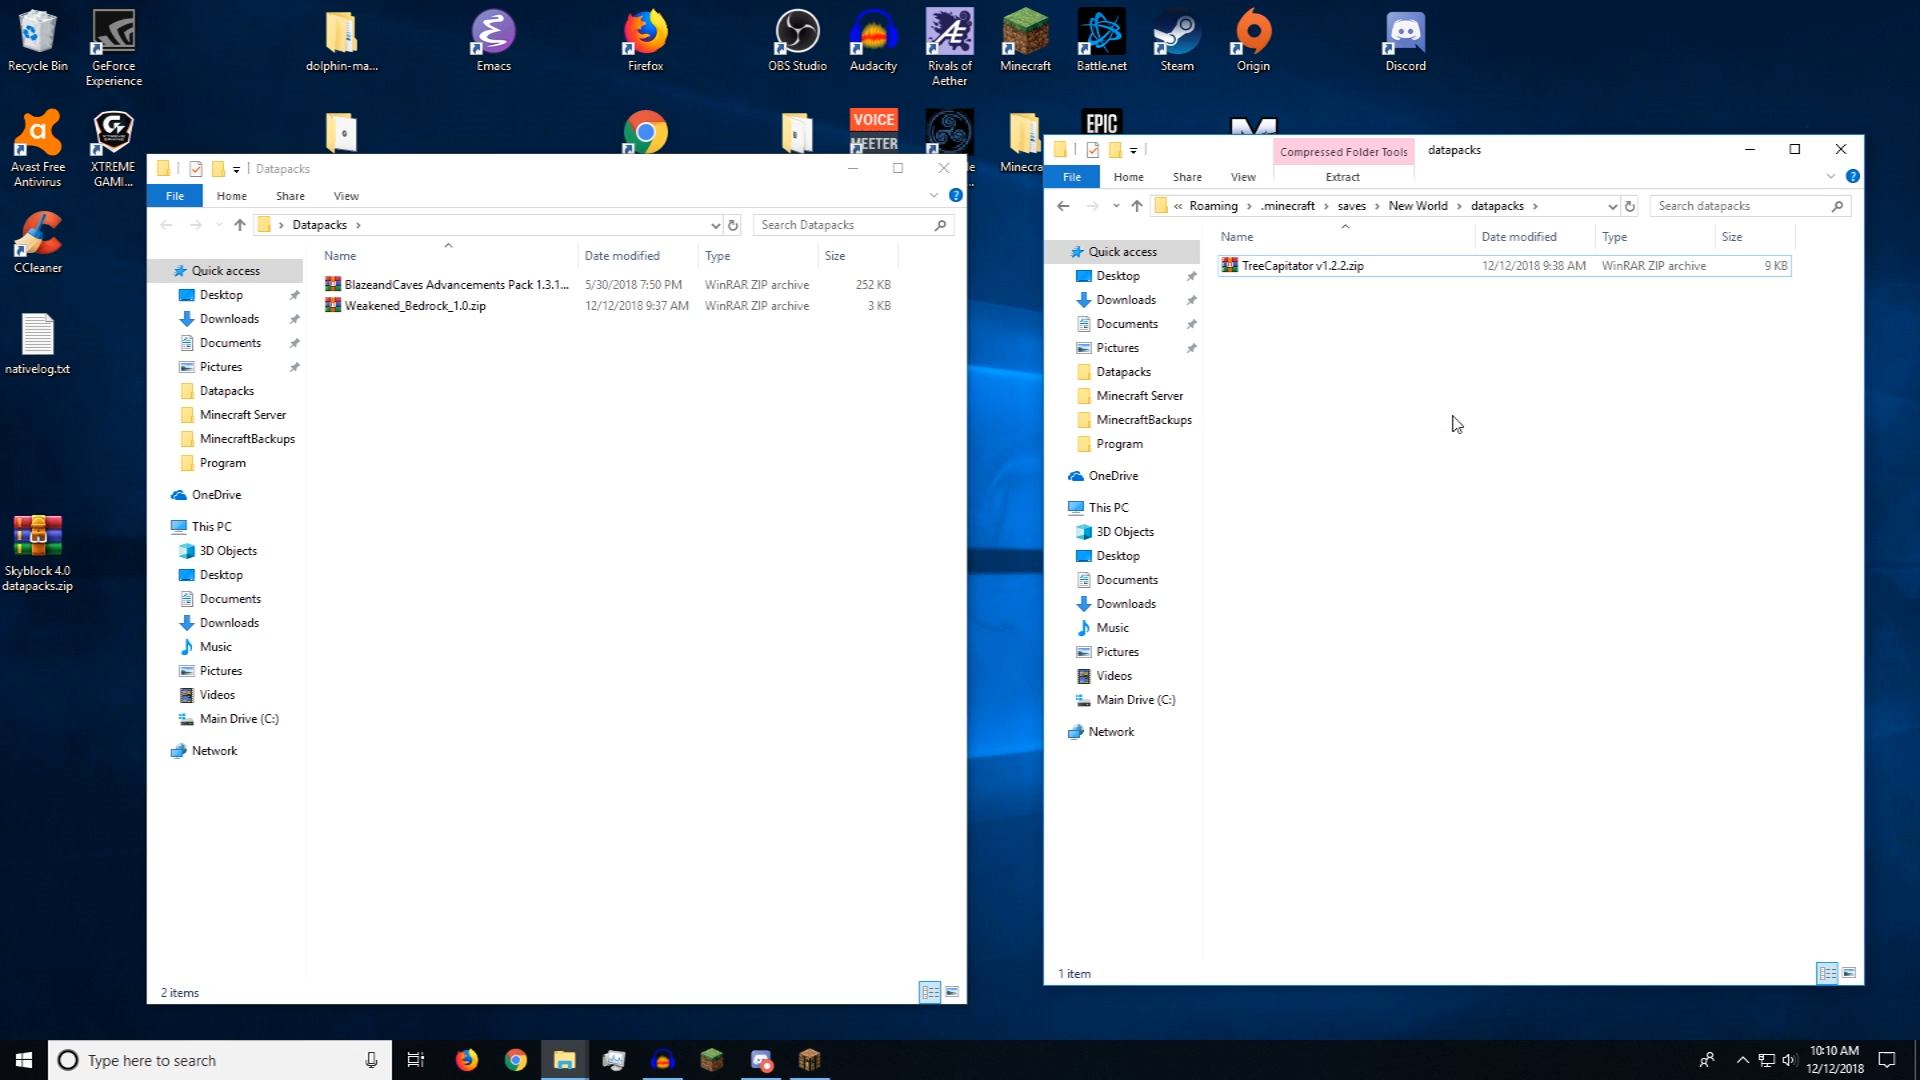 Recycle Bin
GeForce
Experience
dolphin-ma...
Emacs
Firefox
OBS Studio
Audacity
Rivals of
Aether
Minecraft
Battle.net
Steam
Origin
Discord
Avast Free
Antivirus
XTREME
GAMI...
VOICE
MEETER
Minecra
EPIC
CCleaner
nativelog.txt
Skyblock 4.0
datapacks.zip
Datapacks
File
Home
Share
View
Datapacks
Search Datapacks
Name
Date modified
Type
Size
BlazeandCaves Advancements Pack 1.3.1... 5/30/2018 7:50 PM WinRAR ZIP archive 252 KB
Weakened_Bedrock_1.0.zip 12/12/2018 9:37 AM WinRAR ZIP archive 3 KB
Quick access
Desktop
Downloads
Documents
Pictures
Datapacks
Minecraft Server
MinecraftBackups
Program
OneDrive
This PC
3D Objects
Desktop
Documents
Downloads
Music
Pictures
Videos
Main Drive (C:)
Network
2 items
Compressed Folder Tools
datapacks
File
Home
Share
View
Extract
« Roaming > .minecraft > saves > New World > datapacks >
Search datapacks
Name
Date modified
Type
Size
TreeCapitator v1.2.2.zip 12/12/2018 9:38 AM WinRAR ZIP archive 9 KB
Quick access
Desktop
Downloads
Documents
Pictures
Datapacks
Minecraft Server
MinecraftBackups
Program
OneDrive
This PC
3D Objects
Desktop
Documents
Downloads
Music
Pictures
Videos
Main Drive (C:)
Network
1 item
Type here to search
10:10 AM
12/12/2018